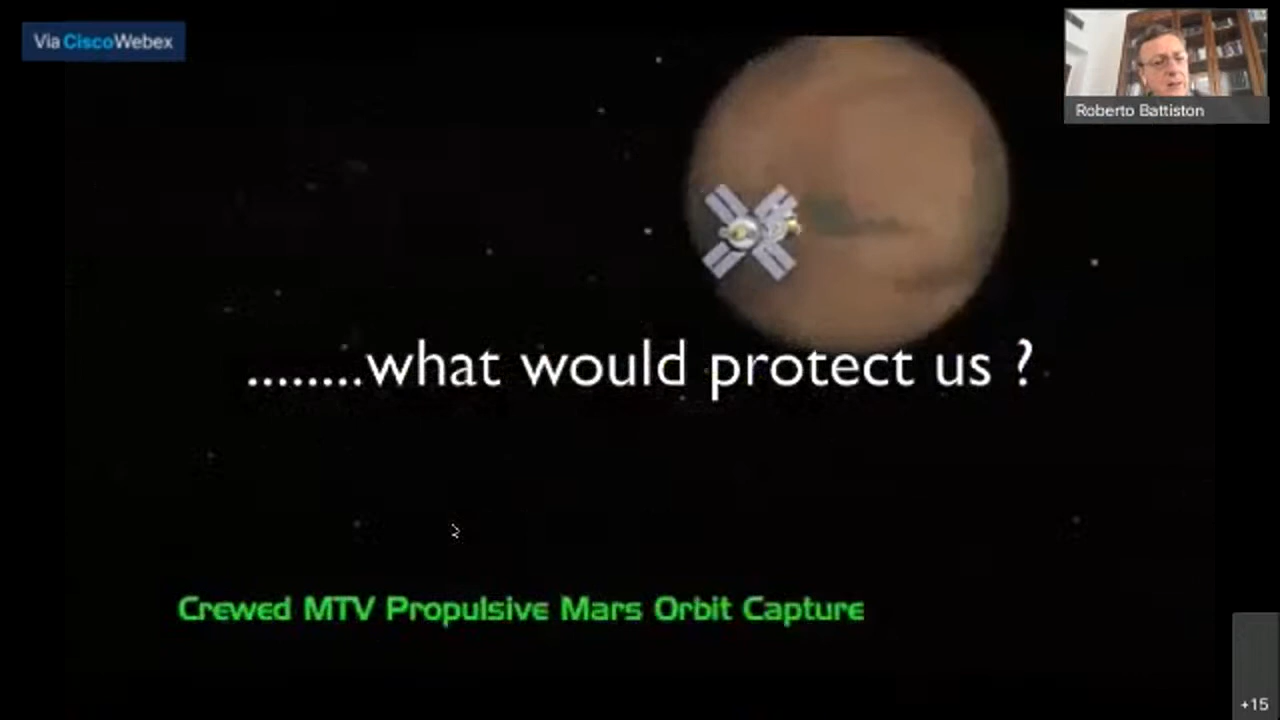 Via CiscoWebex
Roberto Battiston
........what would protect us ?
Crewed MTV Propulsive Mars Orbit Capture
+15